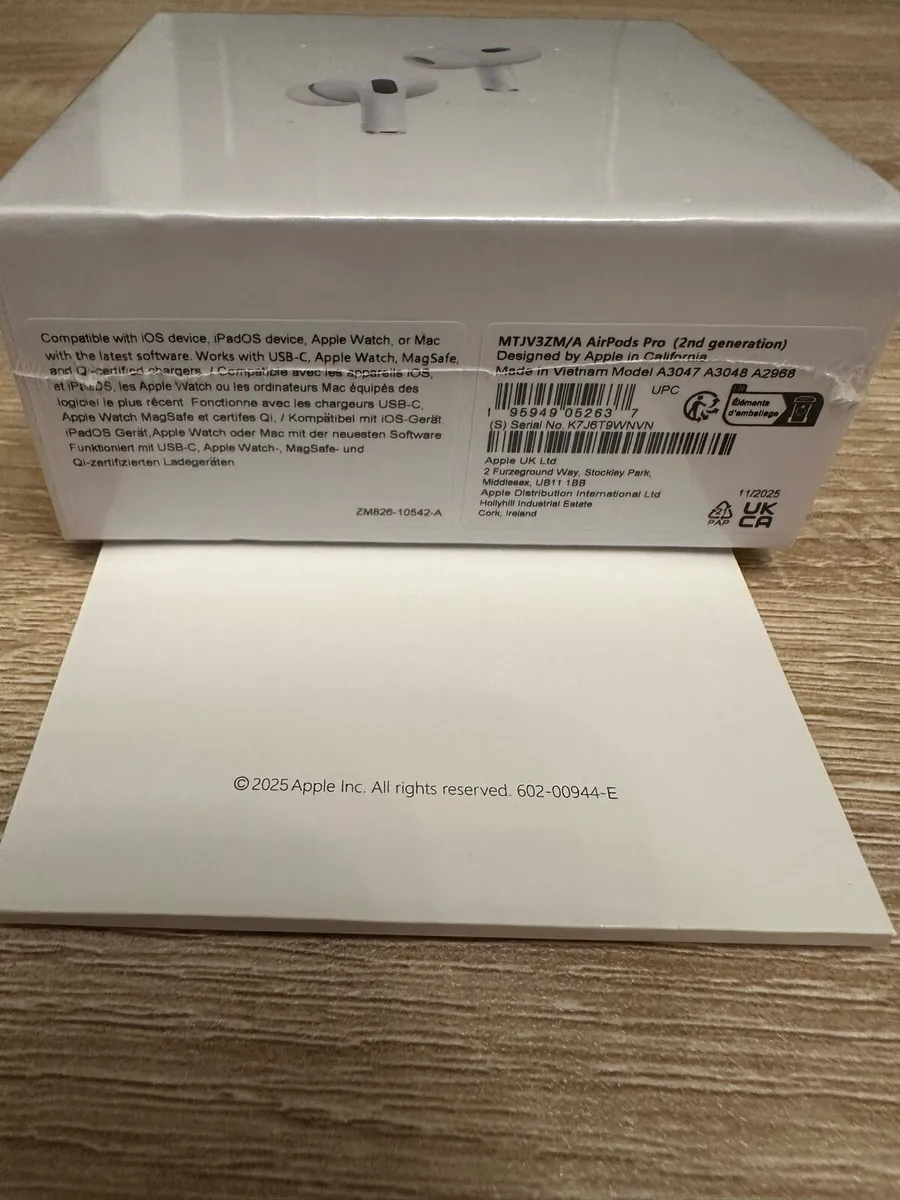 Compatible with iOS device, iPadOS device, Apple Watch, or Mac
with the latest software. Works with USB-C, Apple Watch, MagSafe,
and Qi-certified chargers. / Compatible avec les appareils iOS,
et iPadOS, les Apple Watch ou les ordinateurs Mac équipés des
logiciel le plus récent Fonctionne avec les chargeurs USB-C,
Apple Watch MagSafe et certifes Qi. / Kompätibel mit iOS-Gerät,
iPadOS Gerät,Apple Watch oder Mac mit der neuesten Software
Funktioniert mit USB-C, Apple Watch-, MagSafe- und
Qi-zertifizierten Ladegeräten
ZM826-10542-A
MTJV3ZM/A AirPods Pro (2nd generation)
Designed by Apple in California
Made in Vietnam Model A3047 A3048 A2968
UPC
1 95949 05263 7
(S) Serial No. K7J6T9WNVN
Éléments
d'emballage
Apple UK Ltd
2 Furzeground Way, Stockley Park,
Middlesex, UB11 1BB
Apple Distribution International Ltd
Hollyhill Industrial Estate
Cork, Ireland
11/2025
21
PAP
UK
CA
©2025 Apple Inc. All rights reserved. 602-00944-E